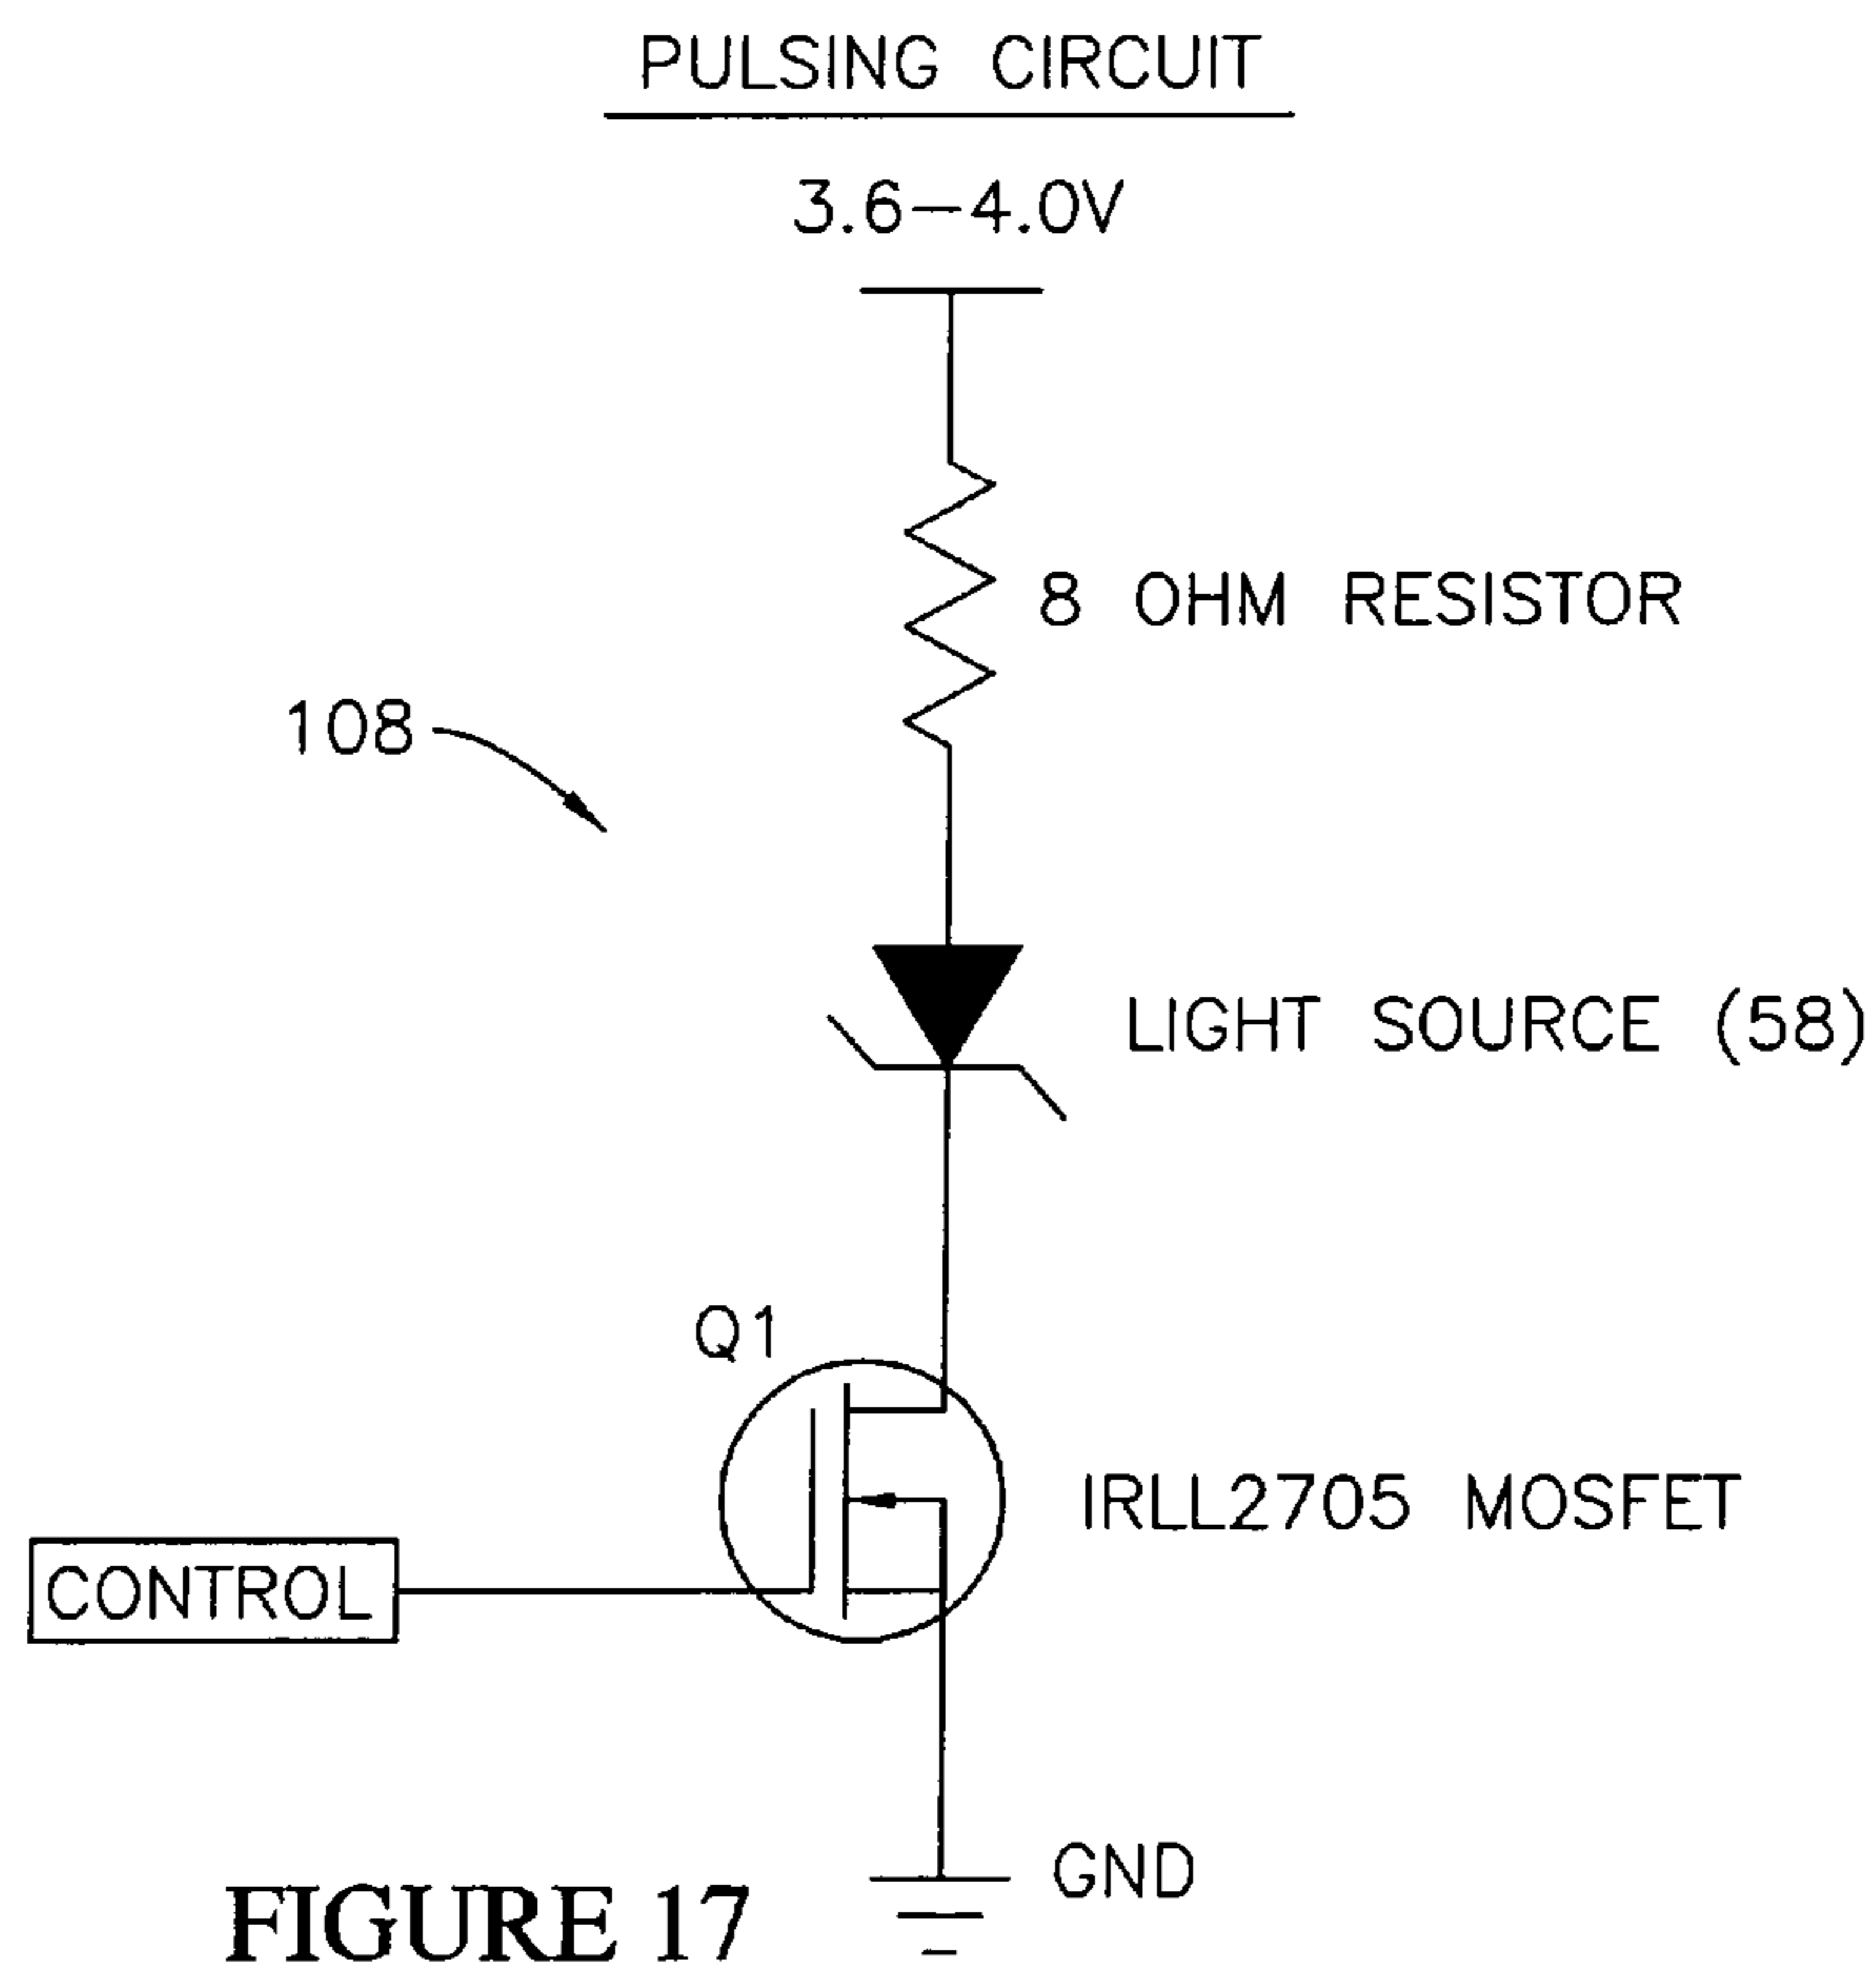 PULSING CIRCUIT
3.6-4.0V
8 OHM RESISTOR
108
LIGHT SOURCE (58)
Q1
IRLL2705 MOSFET
CONTROL
GND
FIGURE 17